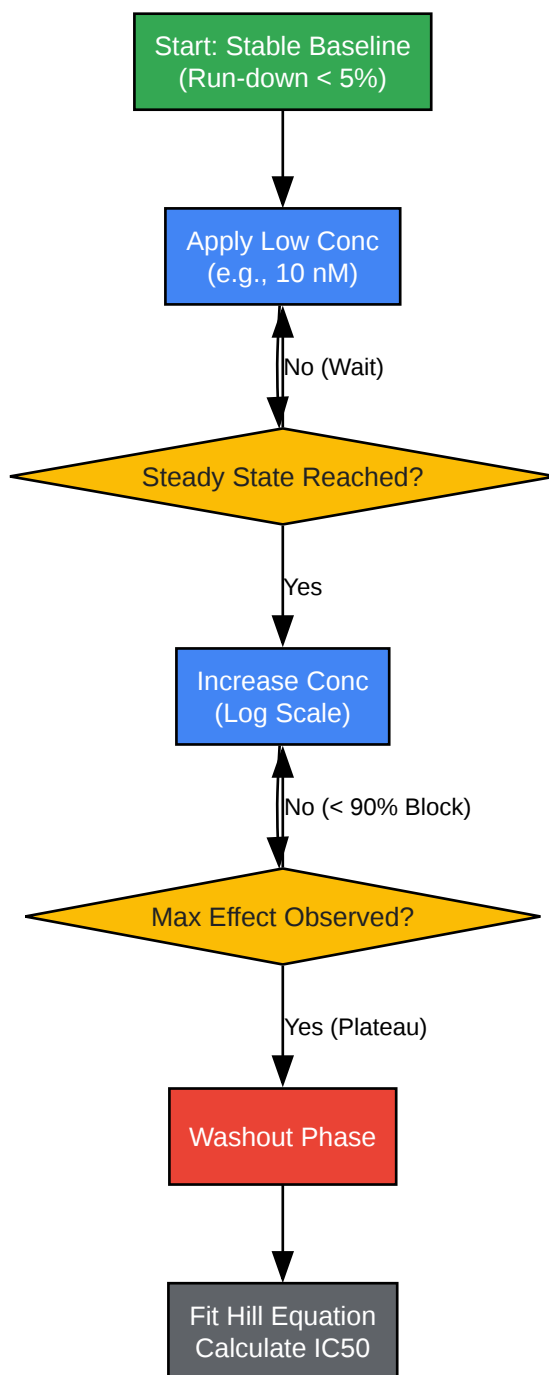 Start: Stable Baseline
(Run-down < 5%)
Apply Low Conc
(e.g., 10 nM)
No (Wait)
Steady State Reached?
Yes
Increase Conc
(Log Scale)
No (< 90% Block)
Max Effect Observed?
Yes (Plateau)
Washout Phase
Fit Hill Equation
Calculate IC50